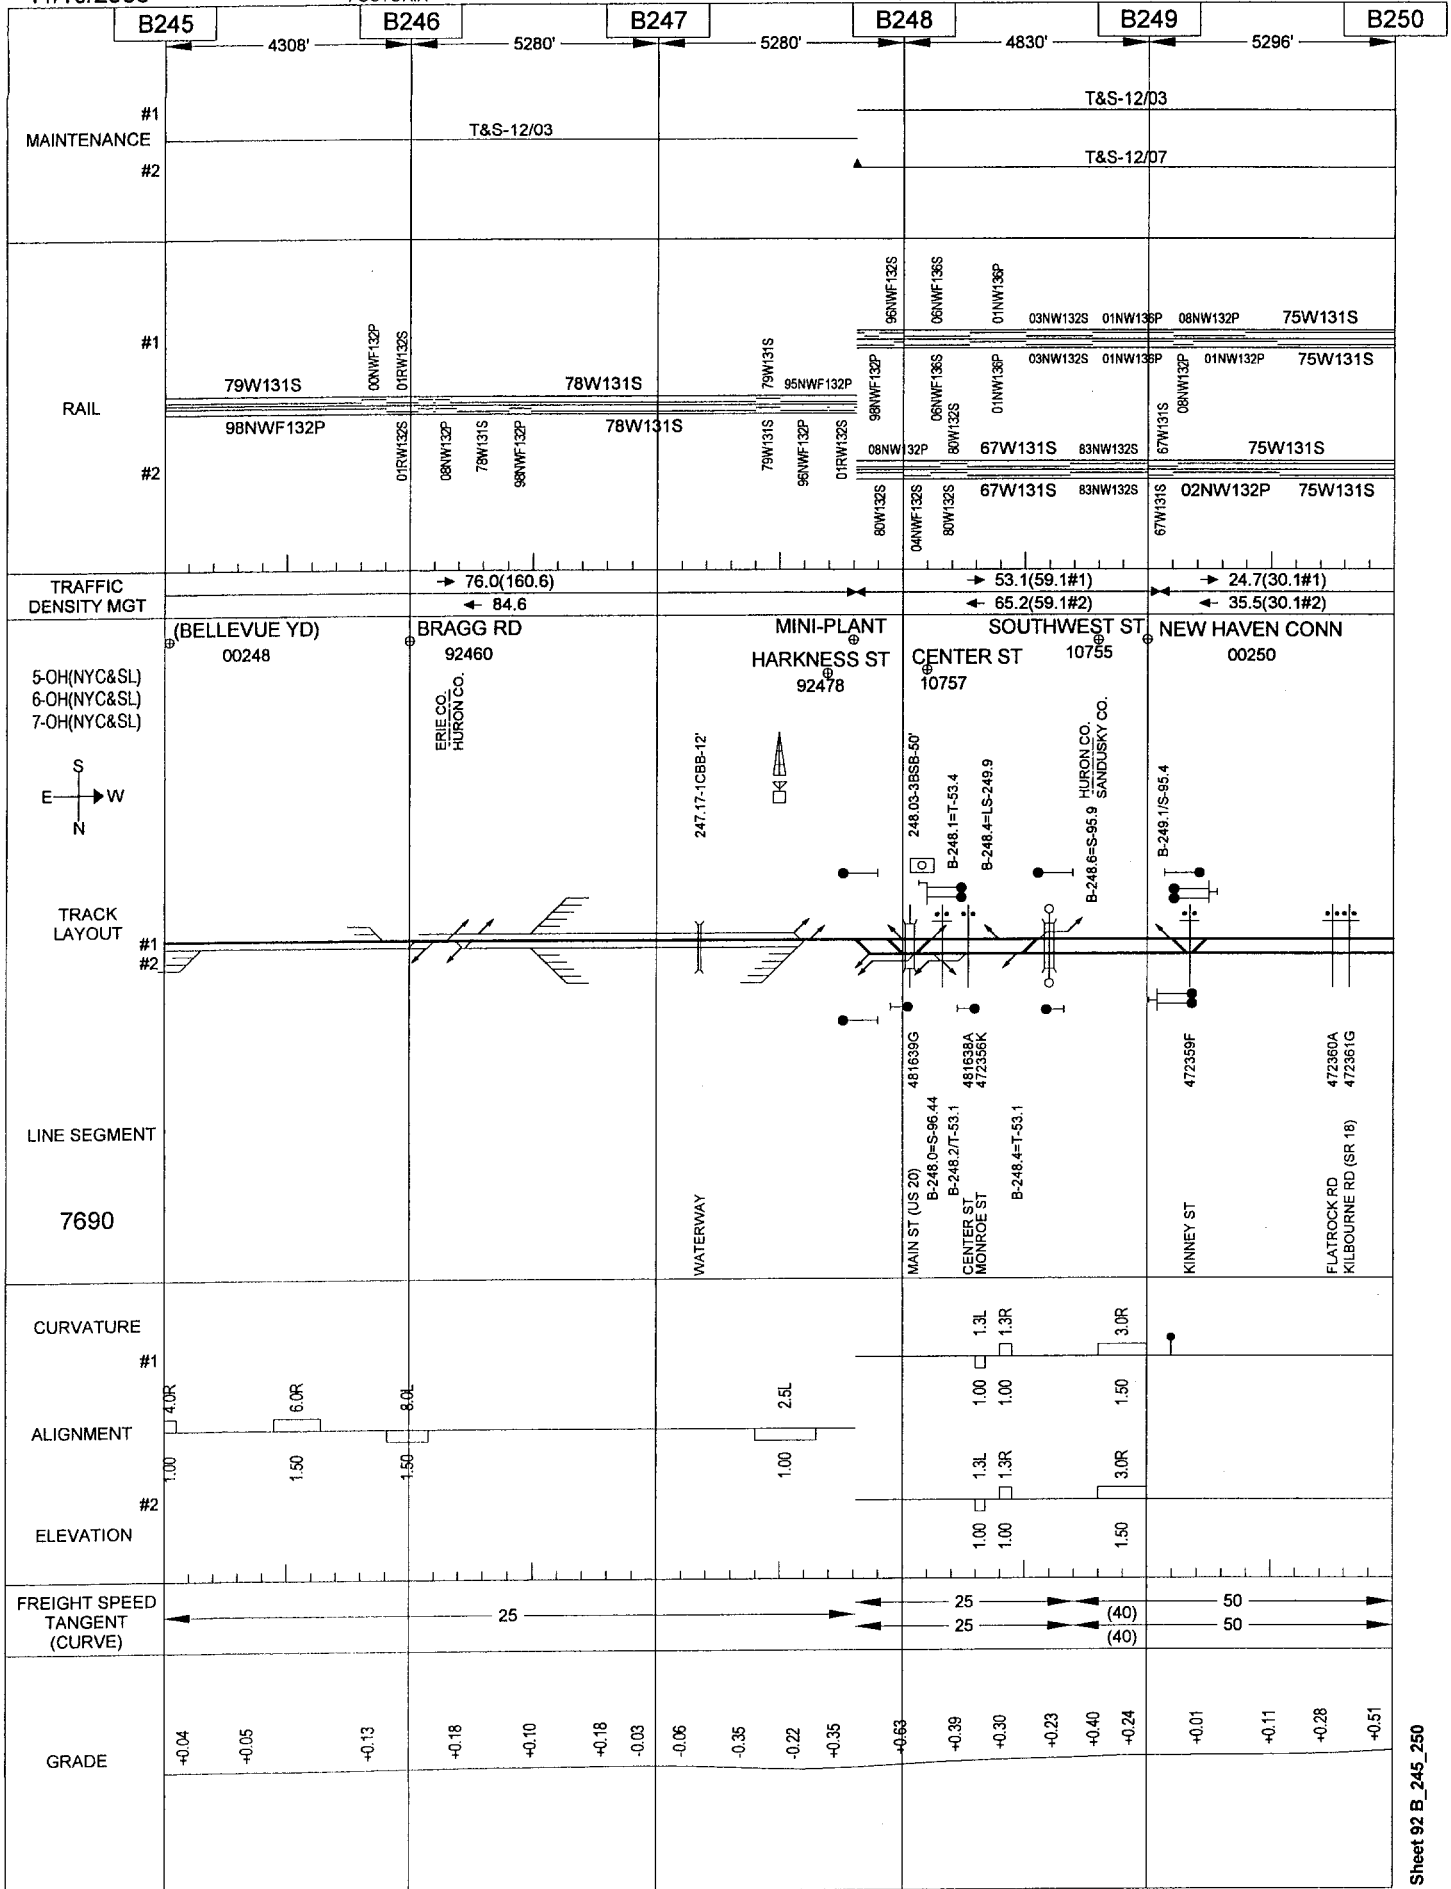 B245 B246 B247 B248 B249 B250
4308' 5280' 5280' 4830' 5296'
MAINTENANCE
#1
#2
T&S-12/03
T&S-12/03
T&S-12/07
RAIL
#1
#2
79W131S
98NWF132P
00NWF132P
01RW132S
01RW132S
08NW132P
78W131S
98NWF132P
78W131S
78W131S
79W131S
95NWF132P
79W131S
96NWF132P
01RW132S
96NWF132S
06NWF136S
01NW136P
03NW132S 01NW136P 08NW132P 75W131S
98NWF132P
06NWF136S
01NW136P
03NW132S 01NW136P
08NW132P
01NW132P 75W131S
08NW132P
80W132S
67W131S 83NW132S
67W131S
75W131S
80W132S
04NWF132S
80W132S
67W131S 83NW132S
67W131S
02NW132P 75W131S
TRAFFIC
DENSITY MGT
76.0(160.6)
84.6
53.1(59.1#1)
65.2(59.1#2)
24.7(30.1#1)
35.5(30.1#2)
(BELLEVUE YD)
00248
BRAGG RD
92460
MINI-PLANT
HARKNESS ST
92478
CENTER ST
10757
SOUTHWEST ST
10755
NEW HAVEN CONN
00250
5-OH(NYC&SL)
6-OH(NYC&SL)
7-OH(NYC&SL)
S
E W
N
ERIE CO.
HURON CO.
247.17-1CBB-12'
248.03-3BSB-50'
B-248.1=T-53.4
B-248.4=LS-249.9
B-248.6=S-95.9
HURON CO.
SANDUSKY CO.
B-249.1/S-95.4
TRACK
LAYOUT
#1
#2
LINE SEGMENT
7690
WATERWAY
481639G
MAIN ST (US 20)
B-248.0=S-96.44
B-248.2/T-53.1
481638A
472356K
CENTER ST
MONROE ST
B-248.4=T-53.1
472359F
KINNEY ST
472360A
472361G
FLATROCK RD
KILBOURNE RD (SR 18)
CURVATURE
#1
1.3L 1.3R 3.0R
1.00 1.00 1.50
ALIGNMENT
4.0R 6.0R 8.0L 2.5L
1.00 1.50 1.50 1.00
#2
1.3L 1.3R 3.0R
ELEVATION
1.00 1.00 1.50
FREIGHT SPEED
TANGENT
(CURVE)
25
25 50
(40)
25 50
(40)
GRADE
+0.04 +0.05 +0.13 +0.18 +0.10 +0.18 -0.03 -0.06 -0.35 -0.22 +0.35 +0.63 +0.39 +0.30 +0.23 +0.40 +0.24 +0.01 +0.11 +0.28 +0.51
Sheet 92 B_245_250